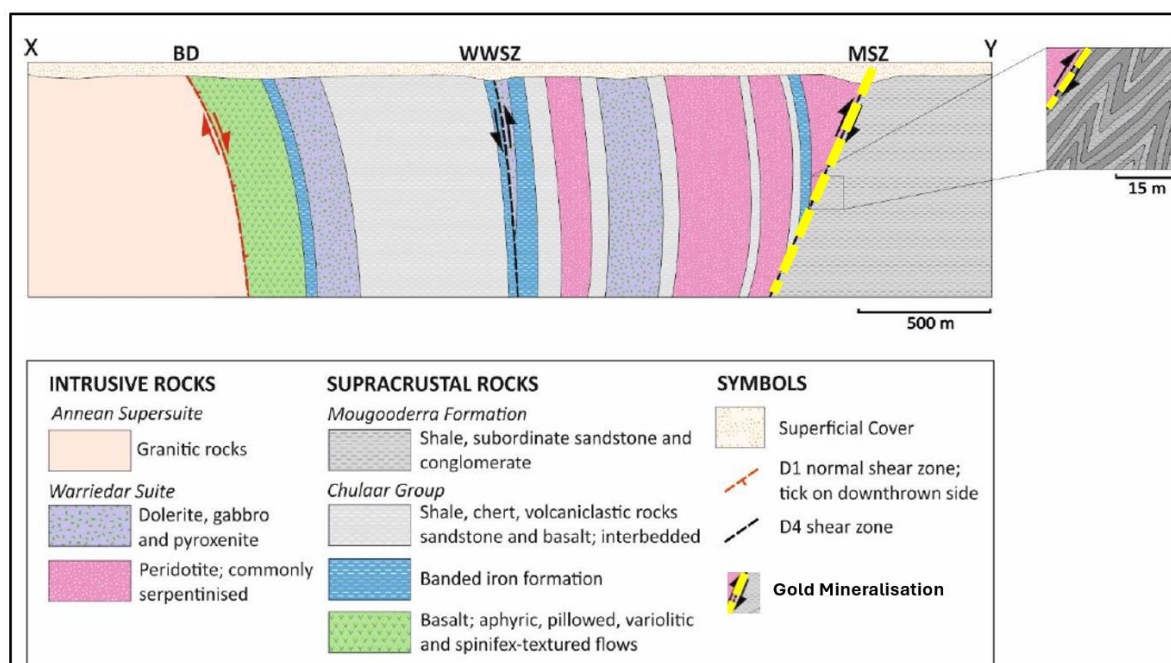 X
BD
WWSZ
MSZ
Y
15 m
500 m
INTRUSIVE ROCKS
Annean Supersuite
Granitic rocks
Warriedar Suite
Dolerite, gabbro
and pyroxenite
Peridotite; commonly
serpentinised
SUPRACRUSTAL ROCKS
Mougooderra Formation
Shale, subordinate sandstone and
conglomerate
Chulaar Group
Shale, chert, volcaniclastic rocks
sandstone and basalt; interbedded
Banded iron formation
Basalt; aphyric, pillowed, variolitic
and spinifex-textured flows
SYMBOLS
Superficial Cover
D1 normal shear zone;
tick on downthrown side
D4 shear zone
Gold Mineralisation